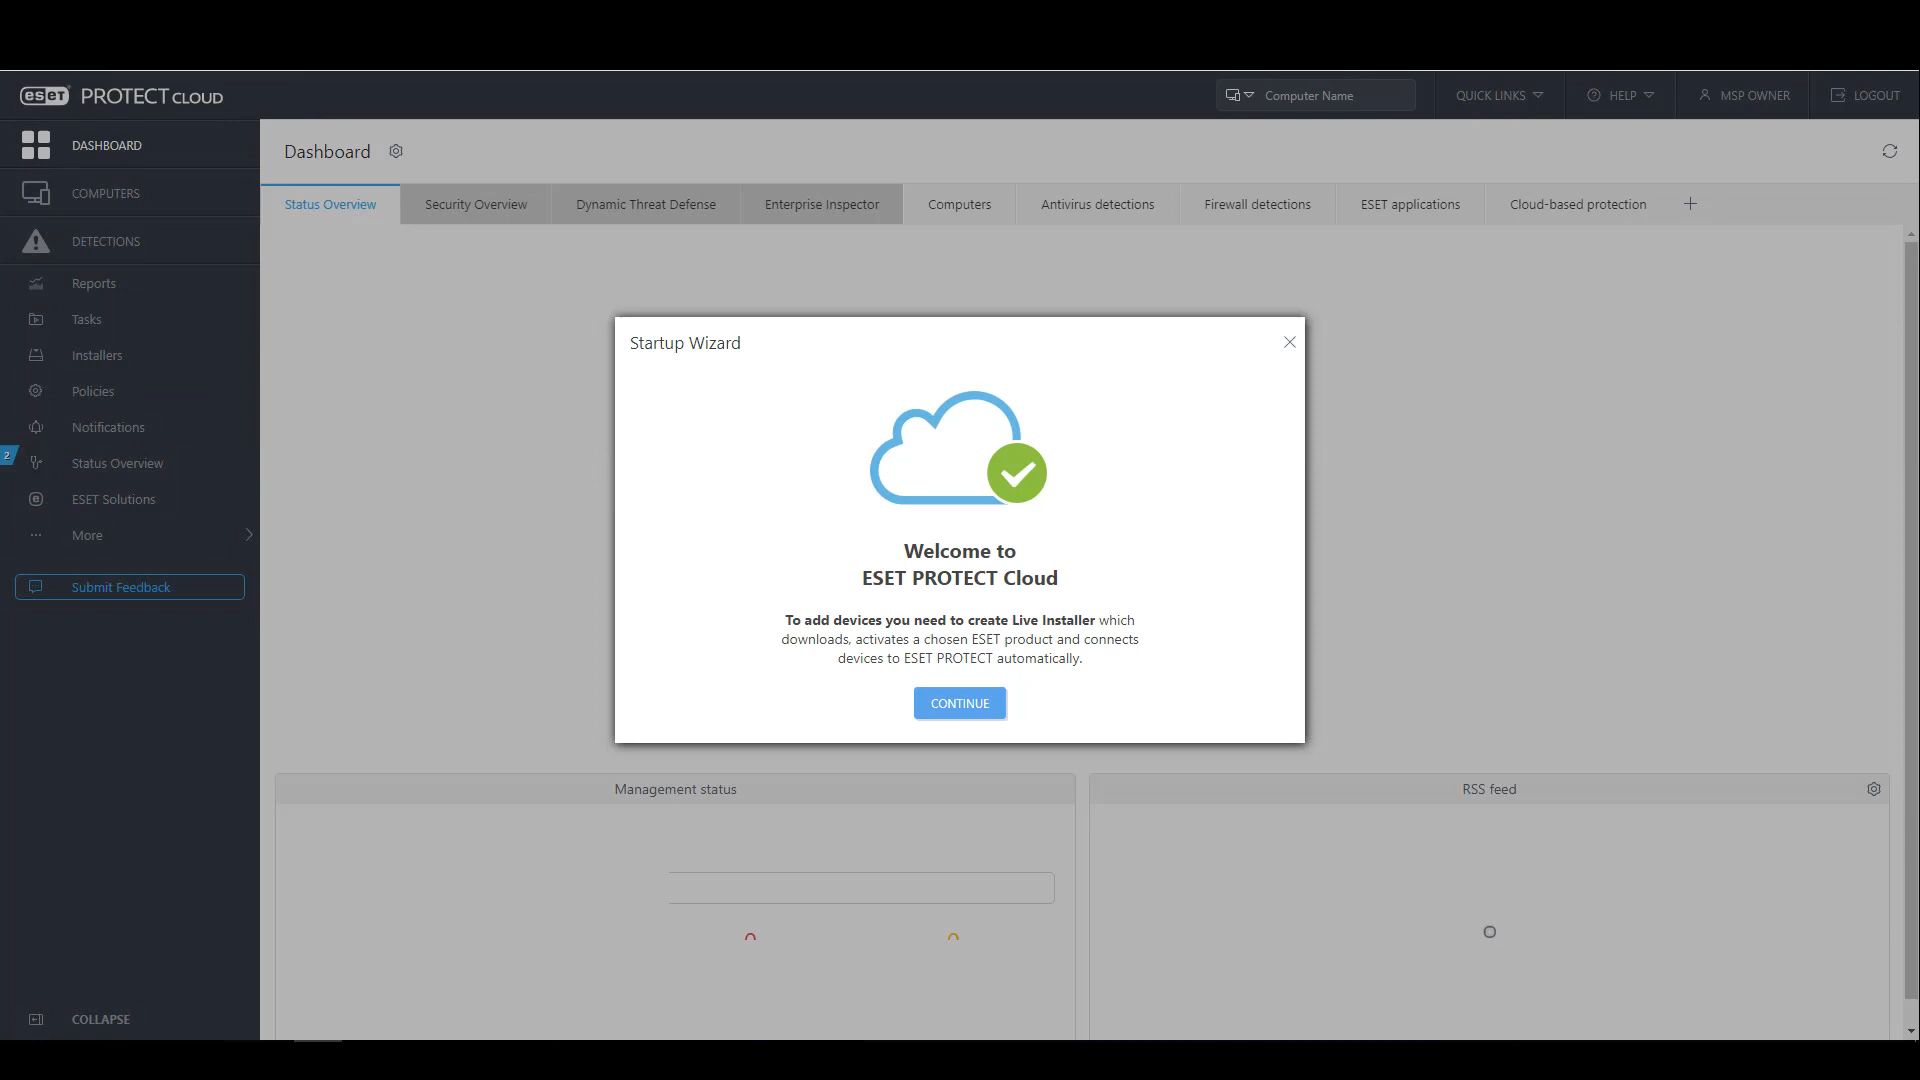 eseT PROTECT CLOUD
Computer Name
QUICK LINKS
HELP
MSP OWNER
LOGOUT
DASHBOARD
COMPUTERS
DETECTIONS
Reports
Tasks
Installers
Policies
Notifications
2
Status Overview
ESET Solutions
More
Submit Feedback
COLLAPSE
Dashboard
Status Overview
Security Overview
Dynamic Threat Defense
Enterprise Inspector
Computers
Antivirus detections
Firewall detections
ESET applications
Cloud-based protection
Startup Wizard
Welcome to
ESET PROTECT Cloud
To add devices you need to create Live Installer which
downloads, activates a chosen ESET product and connects
devices to ESET PROTECT automatically.
CONTINUE
Management status
RSS feed